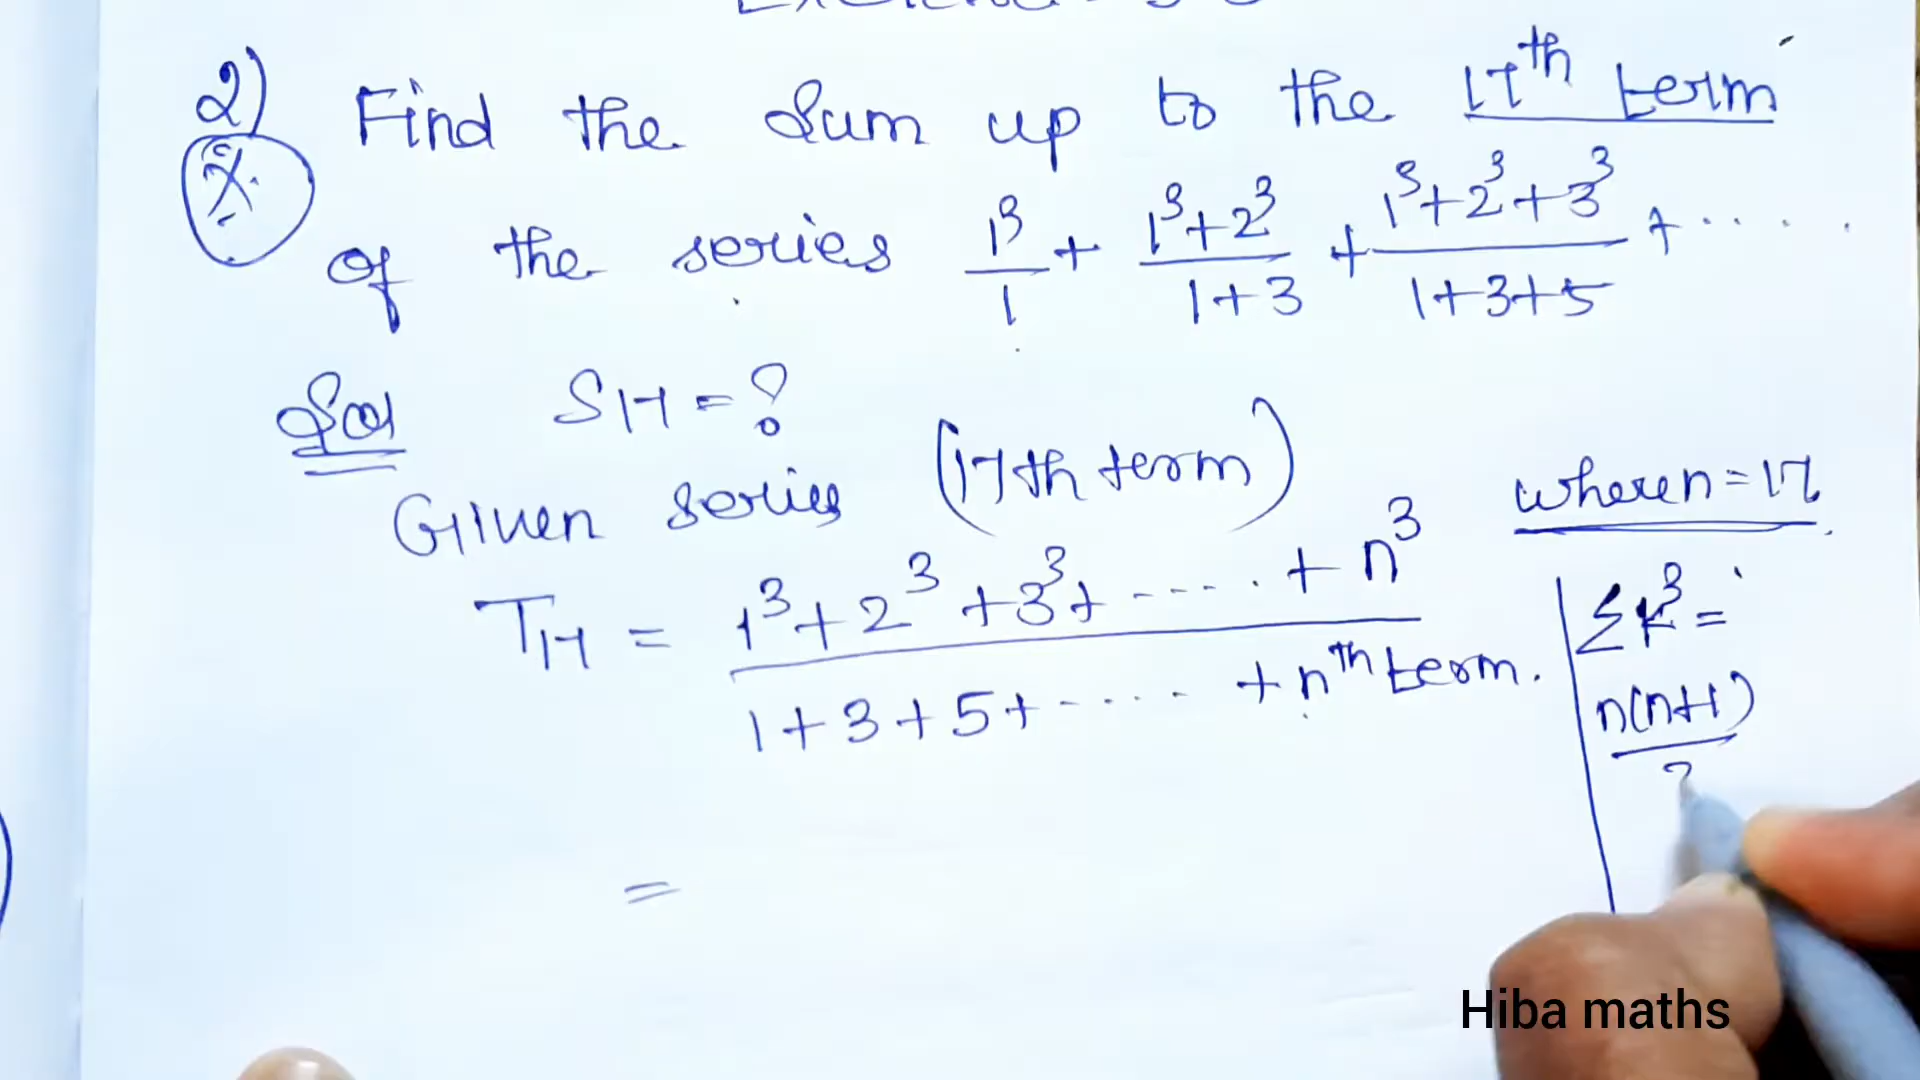 2) Find the Sum up to the 17th term
of the series 1³/1 + 1³+2³/1+3 + 1³+2³+3³/1+3+5 + ....
Sol S17 = ?
Given series (17th term) where n = 17.
T17 = 1³+2³+3³+ ----. + n³ / 1+3+5+ ..... + nth term.
Σk³ =
n(n+1)
=
Hiba maths